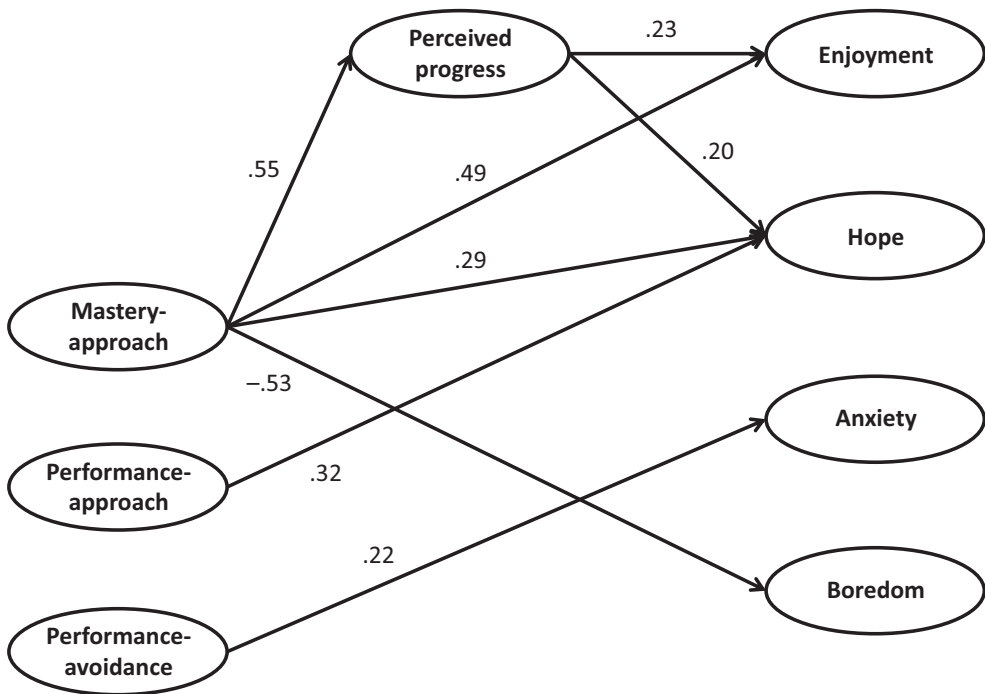 .23
Perceived
progress
Enjoyment
.20
.55
.49
Hope
.29
Mastery-
approach
–.53
Anxiety
Performance-
approach
.32
.22
Boredom
Performance-
avoidance